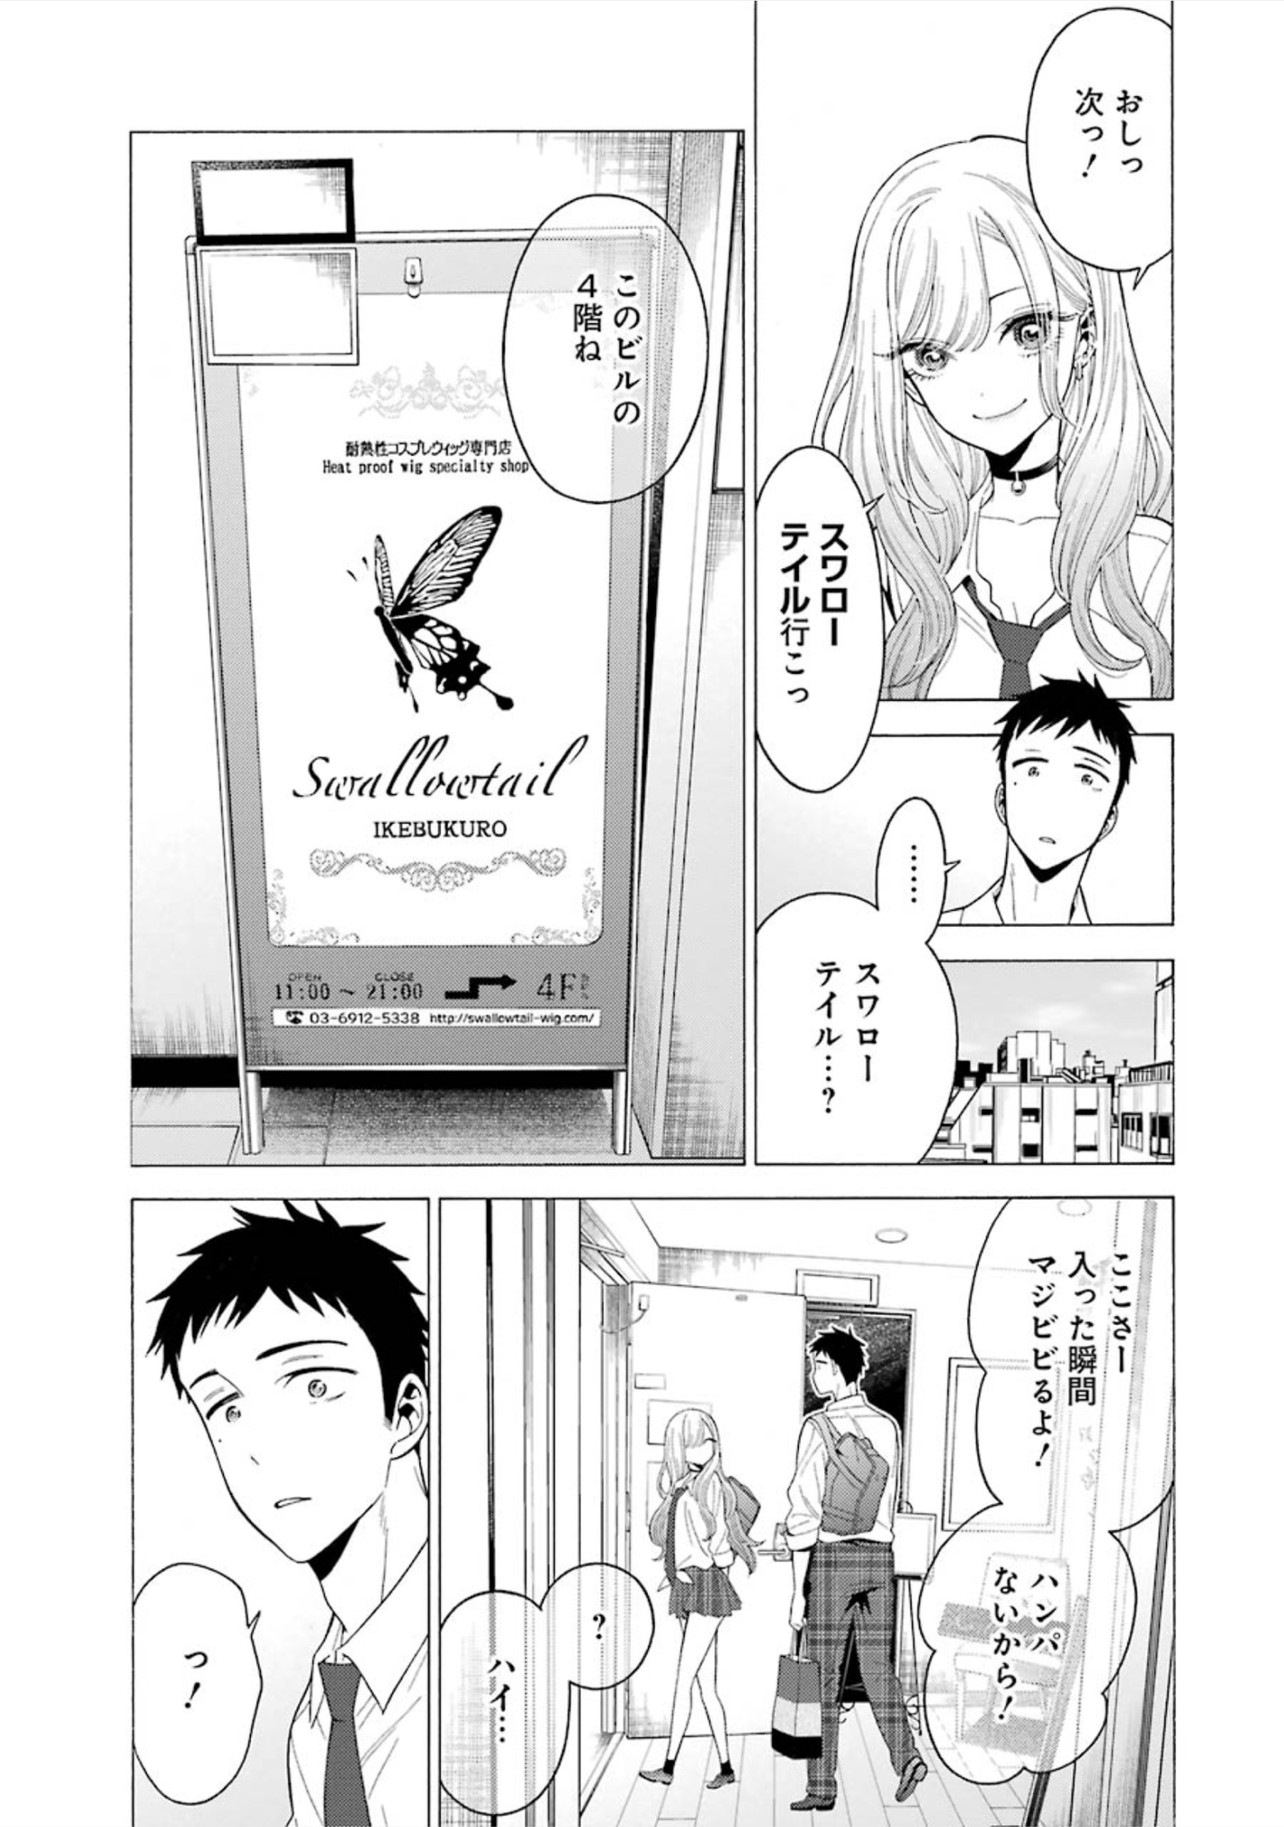 おしっ
次っ！
スワロー
テイル行こっ
……
スワロー
テイル…？
このビルの
4階ね
耐熱性コスプレウィッグ専門店
Heat proof wig specialty shop
Swallowtail
IKEBUKURO
OPEN CLOSE
11:00 ～ 21:00 4F
03-6912-5338 http://swallowtail-wig.com/
ここさー
入った瞬間
マジビビるよ！
ハンパ
ないから！
？
ハイ…
っ！